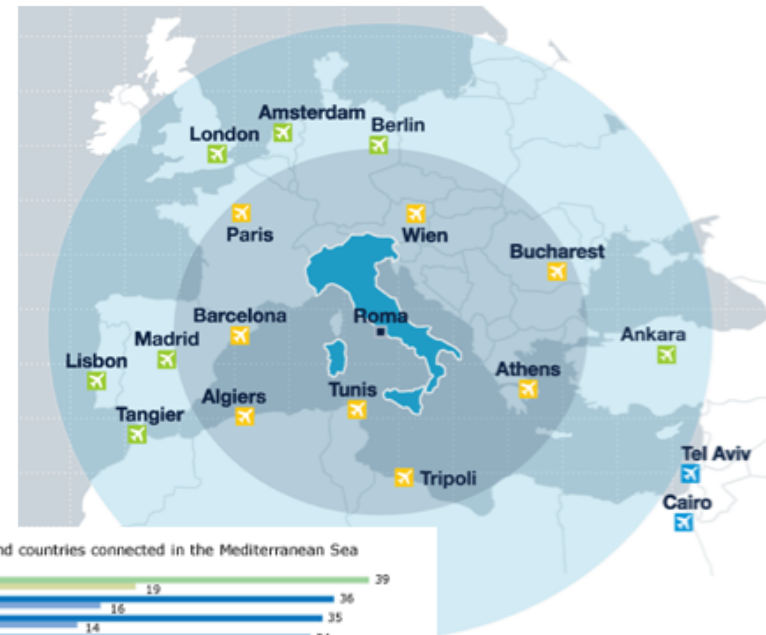 Amsterdam
London
Berlin
Paris
Wien
Bucharest
Barcelona
Roma
Madrid
Ankara
Lisbon
Athens
Algiers
Tunis
Tangier
Tel Aviv
Tripoli
Cairo
nd countries connected in the Mediterranean Sea
39
19
36
16
35
14